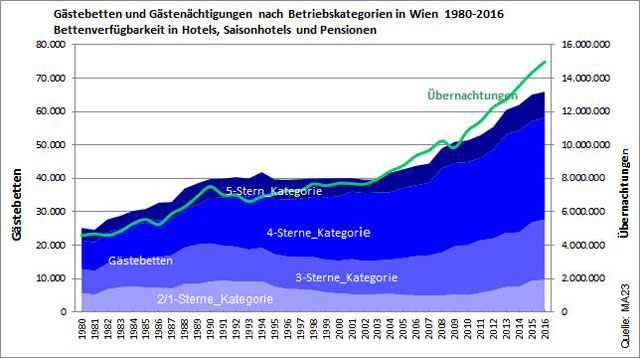 Gästebetten und Gästenächtigungen nach Betriebskategorien in Wien 1980-2016
Bettenverfügbarkeit in Hotels, Saisonhotels und Pensionen
80.000
70.000
60.000
50.000
40.000
30.000
20.000
10.000
0
Gästebetten
16.000.000
14.000.000
12.000.000
10.000.000
8.000.000
6.000.000
4.000.000
2.000.000
0
Übernachtungen
Übernachtungen
5-Stern_Kategorie
4-Sterne_Kategorie
Gästebetten
3-Sterne_Kategorie
2/1-Sterne_Kategorie
1980 1981 1982 1983 1984 1985 1986 1987 1988 1989 1990 1991 1992 1993 1994 1995 1996 1997 1998 1999 2000 2001 2002 2003 2004 2005 2006 2007 2008 2009 2010 2011 2012 2013 2014 2015 2016
Quelle: MA23